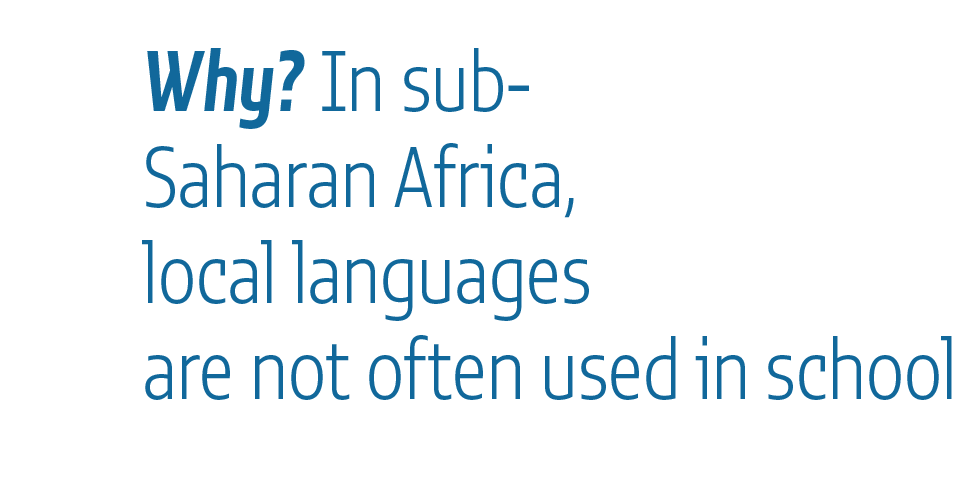 Why? In sub-
Saharan Africa,
local languages
are not often used in school